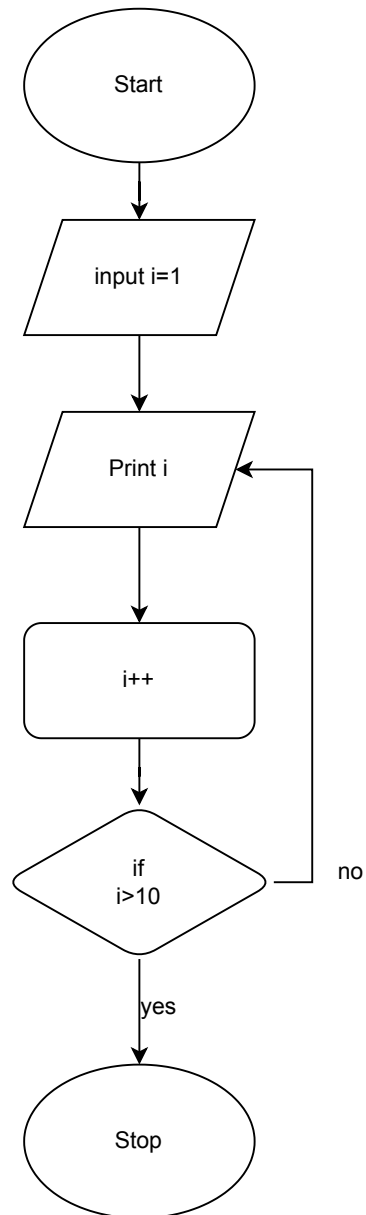 Start
input i=1
Print i
i++
if
i>10
no
yes
Stop